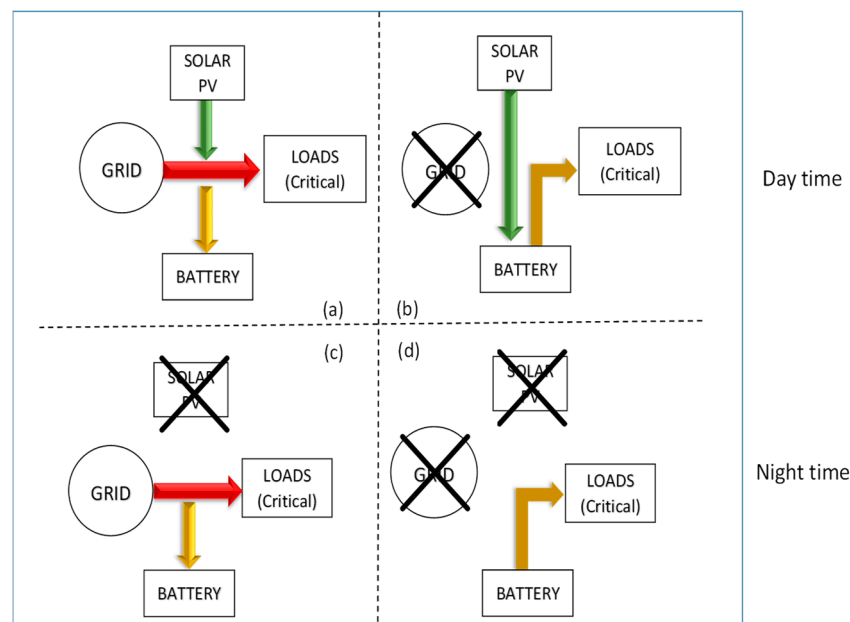 SOLAR
PV
GRID
LOADS
(Critical)
BATTERY
(a)
SOLAR
PV
GRID
LOADS
(Critical)
BATTERY
(b)
Day time
(c)
SOLAR
PV
GRID
LOADS
(Critical)
BATTERY
(d)
SOLAR
PV
GRID
LOADS
(Critical)
BATTERY
Night time